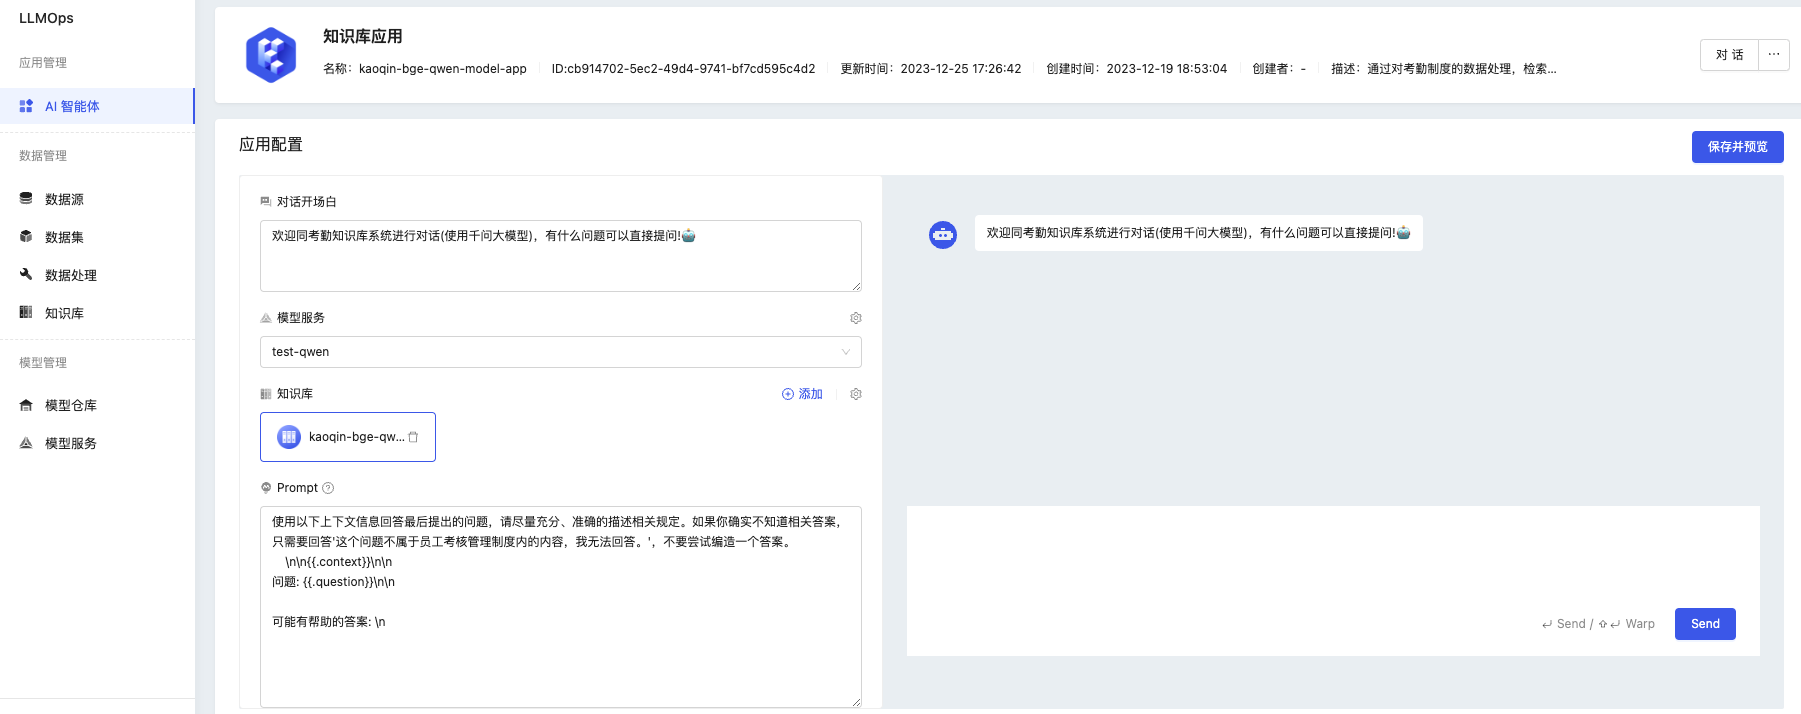 LLMOps
应用管理
AI 智能体
数据管理
数据源
数据集
数据处理
知识库
模型管理
模型仓库
模型服务
知识库应用
名称：kaoqin-bge-qwen-model-app
ID:cb914702-5ec2-49d4-9741-bf7cd595c4d2
更新时间：2023-12-25 17:26:42
创建时间：2023-12-19 18:53:04
创建者：-
描述：通过对考勤制度的数据处理，检索...
对 话
...
应用配置
保存并预览
对话开场白
欢迎同考勤知识库系统进行对话(使用千问大模型)，有什么问题可以直接提问!🤖
模型服务
test-qwen
知识库
添加
kaoqin-bge-qw...
Prompt
使用以下上下文信息回答最后提出的问题，请尽量充分、准确的描述相关规定。如果你确实不知道相关答案，
只需要回答'这个问题不属于员工考核管理制度内的内容，我无法回答。'，不要尝试编造一个答案。
\n\n{{.context}}\n\n
问题: {{.question}}\n\n
可能有帮助的答案: \n
欢迎同考勤知识库系统进行对话(使用千问大模型)，有什么问题可以直接提问!🤖
↵ Send / ⇧ ↵ Warp
Send